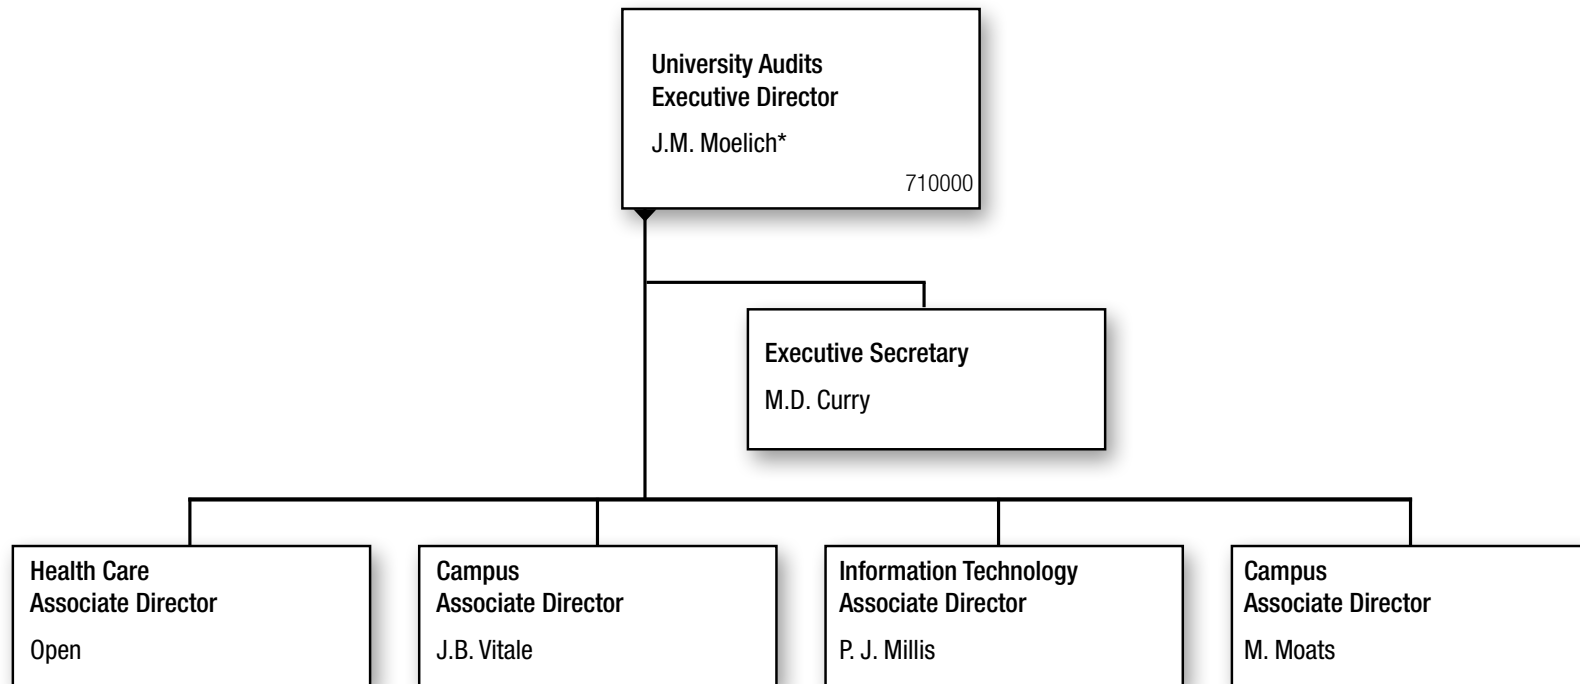 University Audits
Executive Director
J.M. Moelich*
710000
Executive Secretary
M.D. Curry
Health Care
Associate Director
Open
Campus
Associate Director
J.B. Vitale
Information Technology
Associate Director
P. J. Millis
Campus
Associate Director
M. Moats